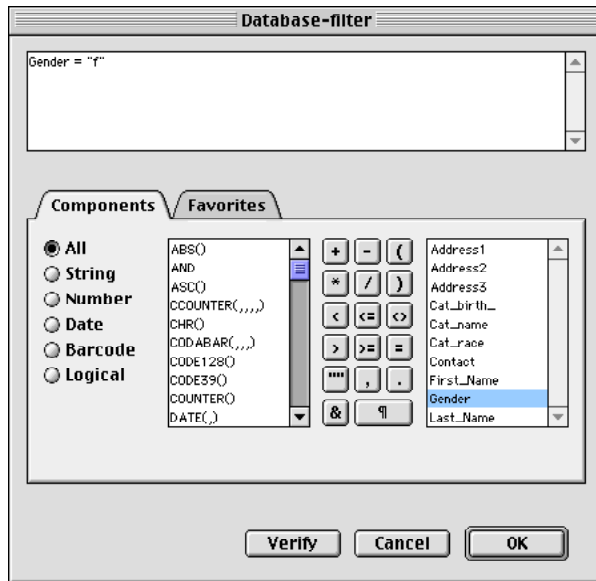 Database-filter
Gender = "f"
Components
Favorites
All
String
Number
Date
Barcode
Logical
ABS()
AND
ASC()
CCOUNTER(,,,,)
CHR()
CODABAR(,,,)
CODE128()
CODE39()
COUNTER()
DATE(,)
+ - (
* / )
< <= <>
> >= =
"" , .
& ¶
Address1
Address2
Address3
Cat_birth_
Cat_name
Cat_race
Contact
First_Name
Gender
Last_Name
Verify
Cancel
OK